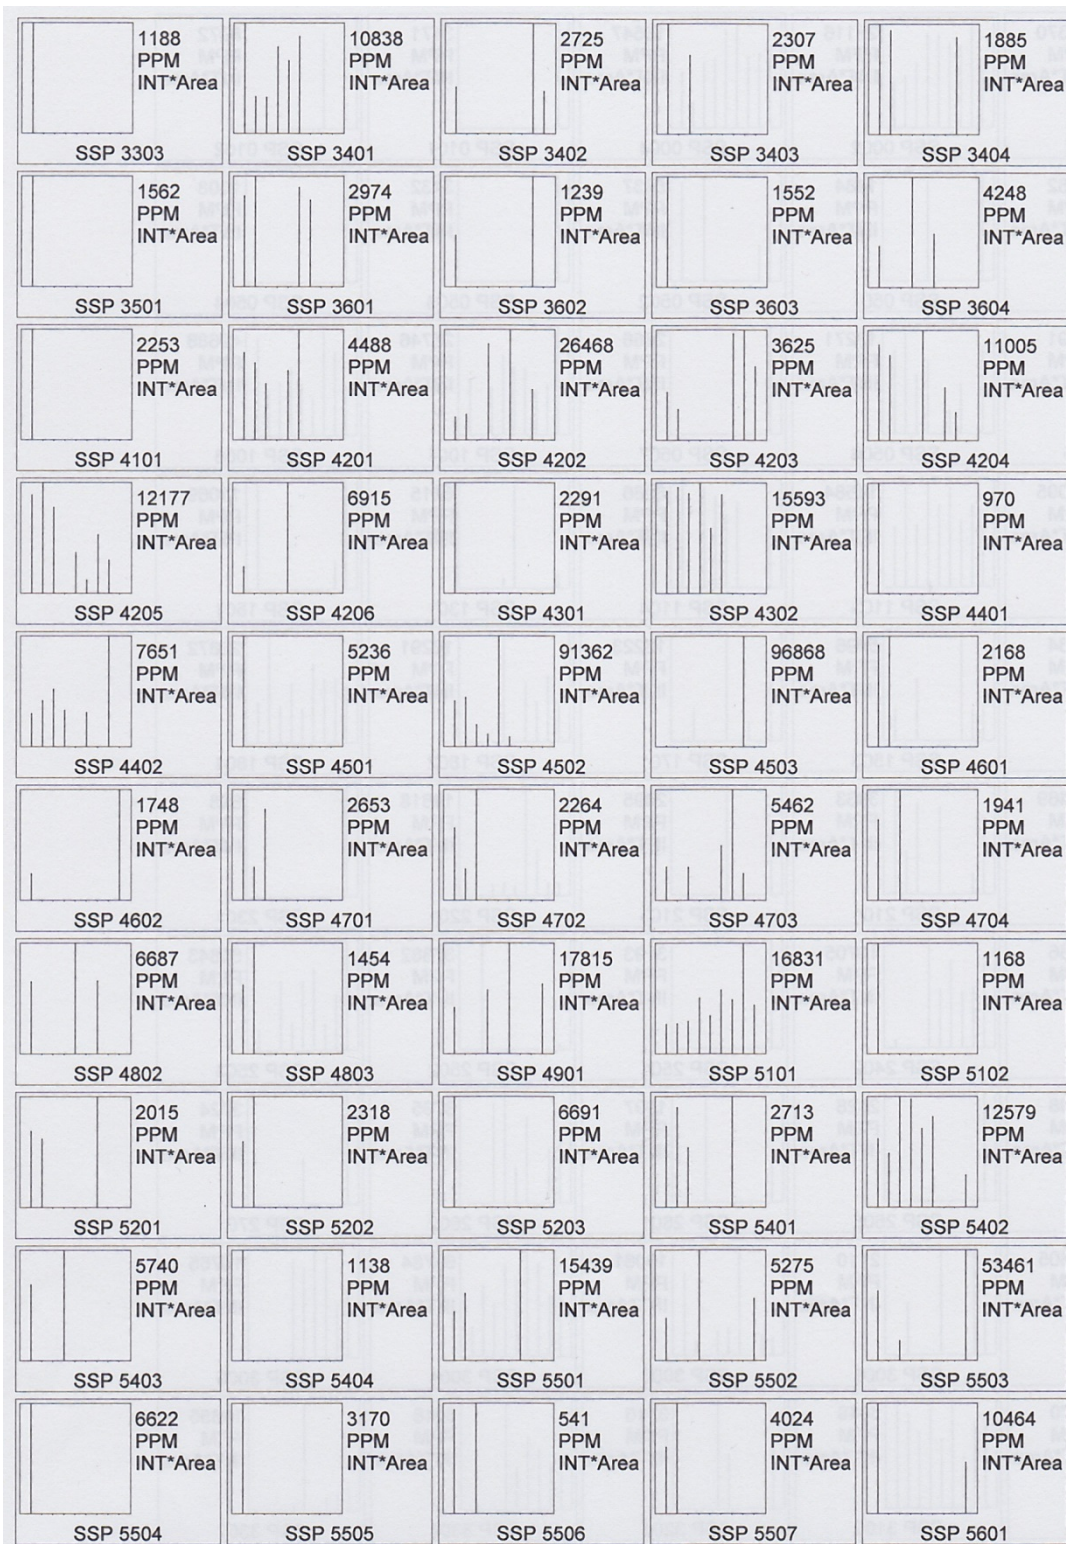 1188
PPM
INT*Area
SSP 3303
10838
PPM
INT*Area
SSP 3401
2725
PPM
INT*Area
SSP 3402
2307
PPM
INT*Area
SSP 3403
1885
PPM
INT*Area
SSP 3404
1562
PPM
INT*Area
SSP 3501
2974
PPM
INT*Area
SSP 3601
1239
PPM
INT*Area
SSP 3602
1552
PPM
INT*Area
SSP 3603
4248
PPM
INT*Area
SSP 3604
2253
PPM
INT*Area
SSP 4101
4488
PPM
INT*Area
SSP 4201
26468
PPM
INT*Area
SSP 4202
3625
PPM
INT*Area
SSP 4203
11005
PPM
INT*Area
SSP 4204
12177
PPM
INT*Area
SSP 4205
6915
PPM
INT*Area
SSP 4206
2291
PPM
INT*Area
SSP 4301
15593
PPM
INT*Area
SSP 4302
970
PPM
INT*Area
SSP 4401
7651
PPM
INT*Area
SSP 4402
5236
PPM
INT*Area
SSP 4501
91362
PPM
INT*Area
SSP 4502
96868
PPM
INT*Area
SSP 4503
2168
PPM
INT*Area
SSP 4601
1748
PPM
INT*Area
SSP 4602
2653
PPM
INT*Area
SSP 4701
2264
PPM
INT*Area
SSP 4702
5462
PPM
INT*Area
SSP 4703
1941
PPM
INT*Area
SSP 4704
6687
PPM
INT*Area
SSP 4802
1454
PPM
INT*Area
SSP 4803
17815
PPM
INT*Area
SSP 4901
16831
PPM
INT*Area
SSP 5101
1168
PPM
INT*Area
SSP 5102
2015
PPM
INT*Area
SSP 5201
2318
PPM
INT*Area
SSP 5202
6691
PPM
INT*Area
SSP 5203
2713
PPM
INT*Area
SSP 5401
12579
PPM
INT*Area
SSP 5402
5740
PPM
INT*Area
SSP 5403
1138
PPM
INT*Area
SSP 5404
15439
PPM
INT*Area
SSP 5501
5275
PPM
INT*Area
SSP 5502
53461
PPM
INT*Area
SSP 5503
6622
PPM
INT*Area
SSP 5504
3170
PPM
INT*Area
SSP 5505
541
PPM
INT*Area
SSP 5506
4024
PPM
INT*Area
SSP 5507
10464
PPM
INT*Area
SSP 5601